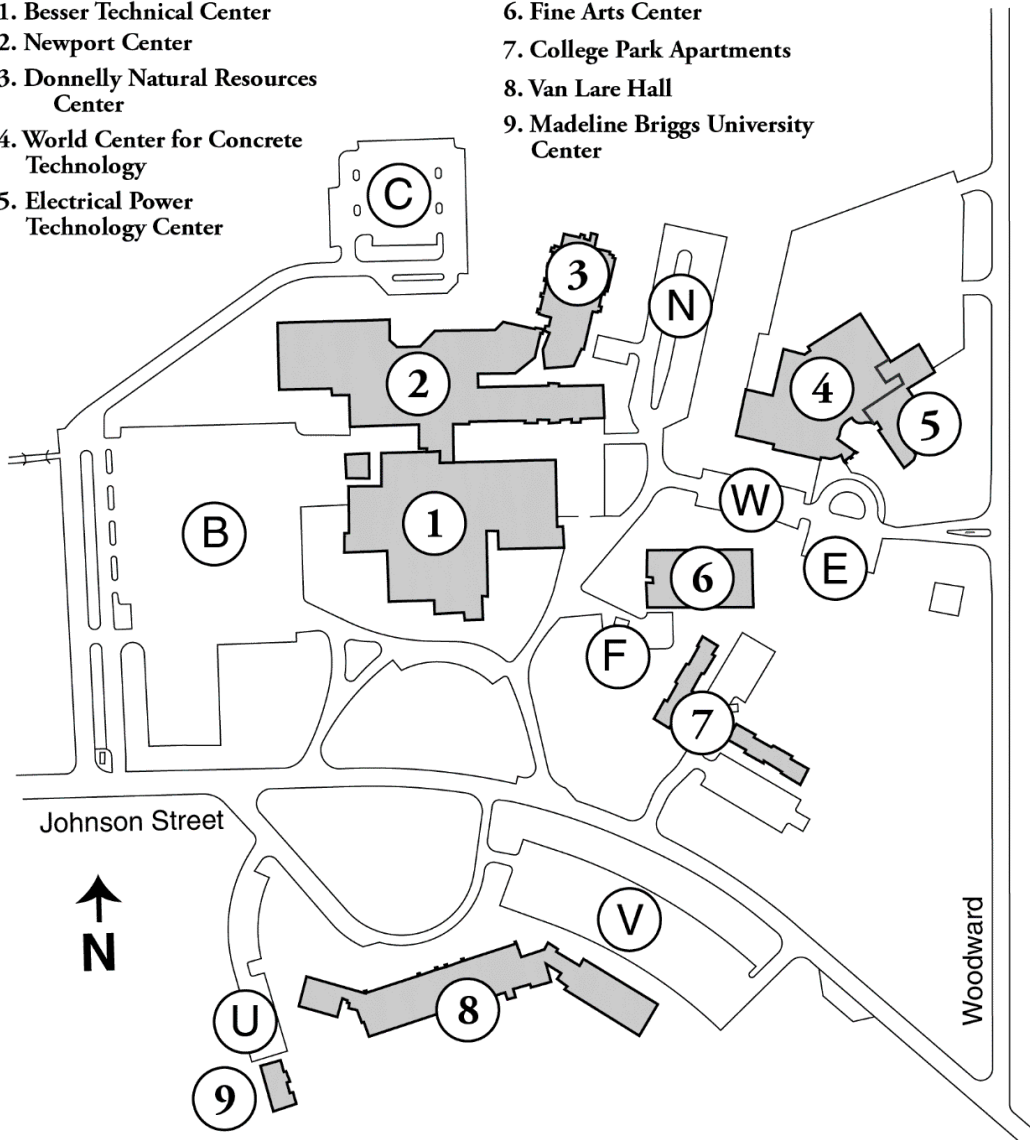 1. Besser Technical Center
2. Newport Center
3. Donnelly Natural Resources
Center
4. World Center for Concrete
Technology
5. Electrical Power
Technology Center
6. Fine Arts Center
7. College Park Apartments
8. Van Lare Hall
9. Madeline Briggs University
Center
C
3
N
2
4
5
W
1
B
E
6
F
7
Johnson Street
V
N
Woodward
8
U
9